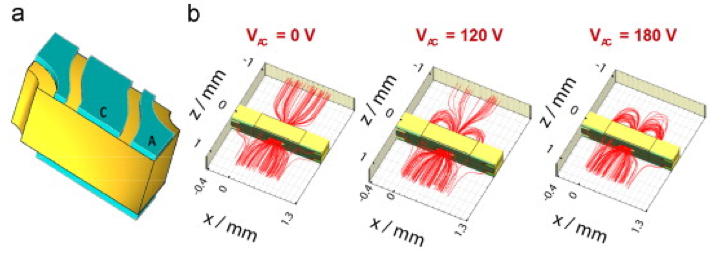 a
b
C
A
V_AC = 0 V
V_AC = 120 V
V_AC = 180 V
z / mm
-1
0
1
-0.4
0
1.3
x / mm
z / mm
-1
0
1
-0.4
0
1.3
x / mm
z / mm
-1
0
1
-0.4
0
1.3
x / mm